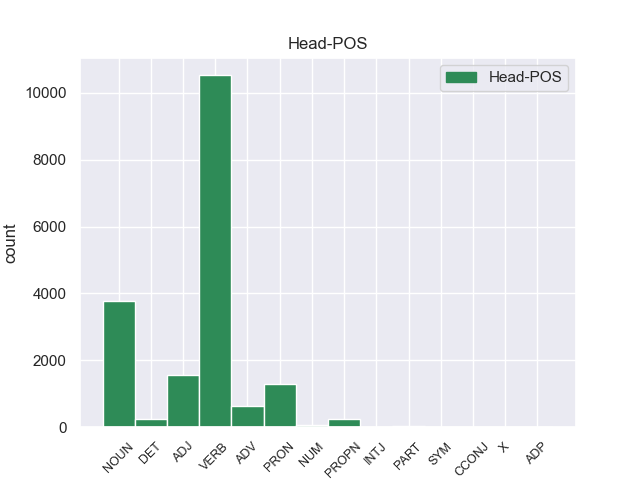 Head-POS
Head-POS
10000
8000
6000
4000
2000
0
count
NOUN
DET
ADJ
VERB
ADV
PRON
NUM
PROPN
INTJ
PART
SYM
CCONJ
X
ADP